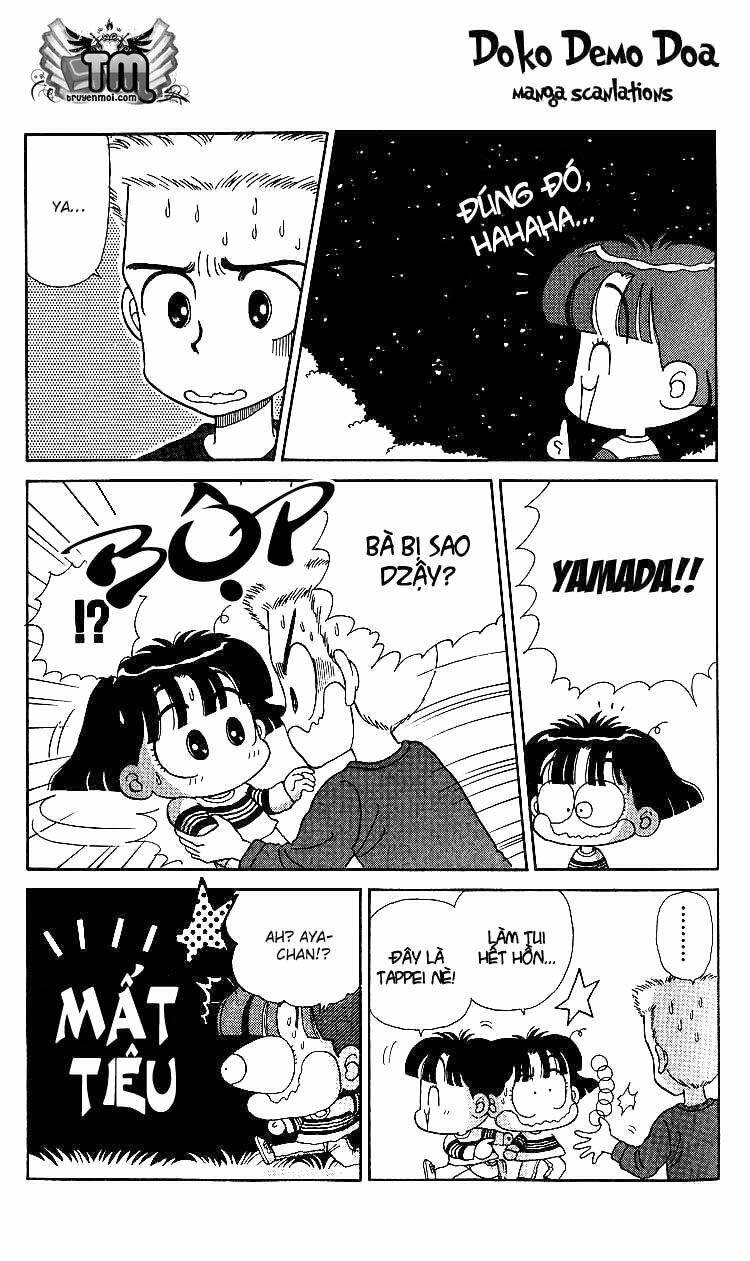 TM
truyenmoi.com
Doko Demo Doa
manga scanlations
YA...
ĐÚNG ĐÓ,
HAHAHA...
BỘP
!?
BÀ BỊ SAO
DZẬY?
YAMADA!!
MẤT
TIÊU
AH? AYA-
CHAN!?
LÀM TUI
HẾT HỒN...
ĐÂY LÀ
TAPPEI NÈ!
........